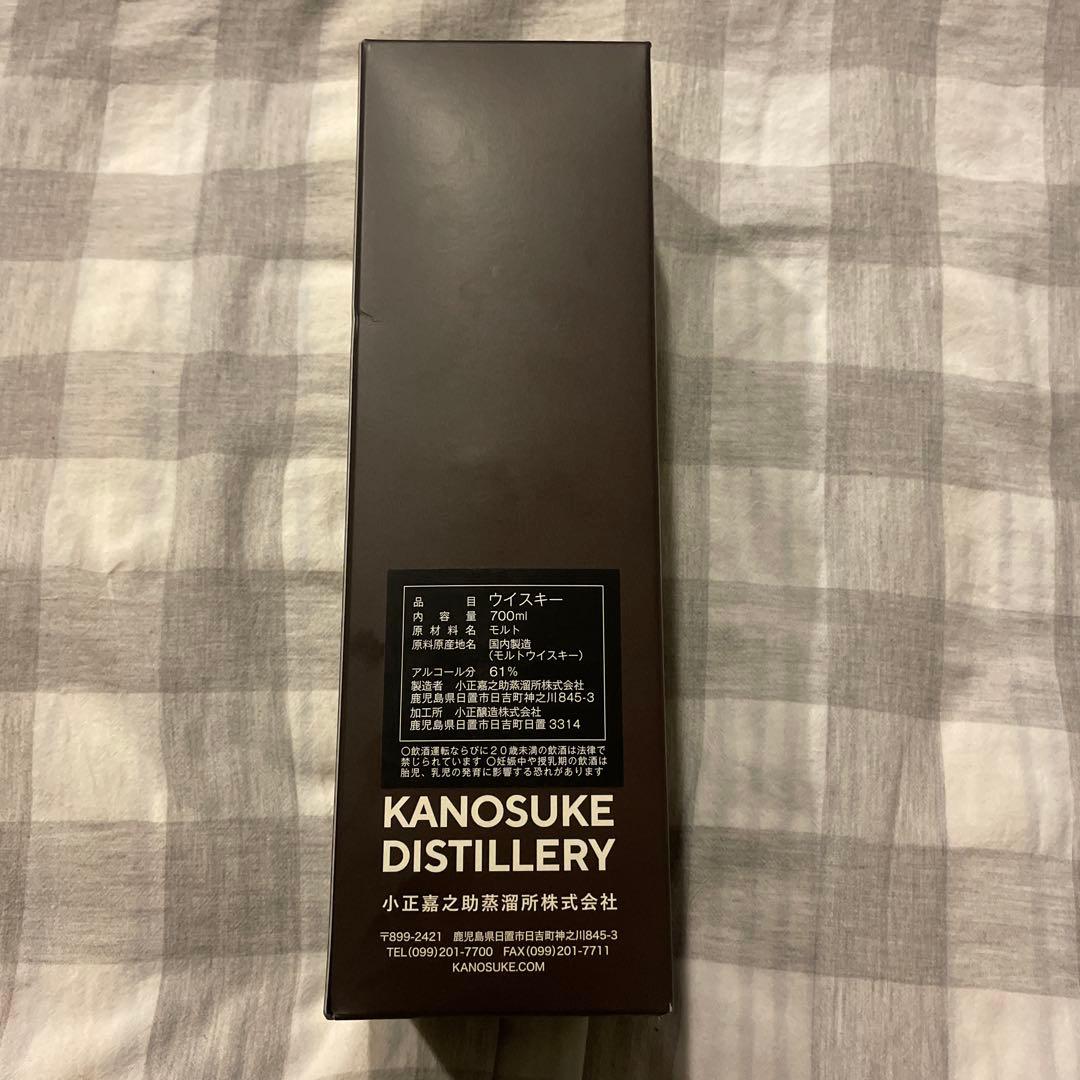 品目 ウイスキー
内容量 700ml
原材料名 モルト
原料原産地名 国内製造
(モルトウイスキー)
アルコール分 61%
製造者 小正嘉之助蒸溜所株式会社
鹿児島県日置市日吉町神之川845-3
加工所 小正醸造株式会社
鹿児島県日置市日吉町日置3314
〇飲酒運転ならびに20歳未満の飲酒は法律で
禁じられています 〇妊娠中や授乳期の飲酒は
胎児、乳児の発育に影響する恐れがあります
KANOSUKE
DISTILLERY
小正嘉之助蒸溜所株式会社
〒899-2421 鹿児島県日置市日吉町神之川845-3
TEL(099)201-7700 FAX(099)201-7711
KANOSUKE.COM